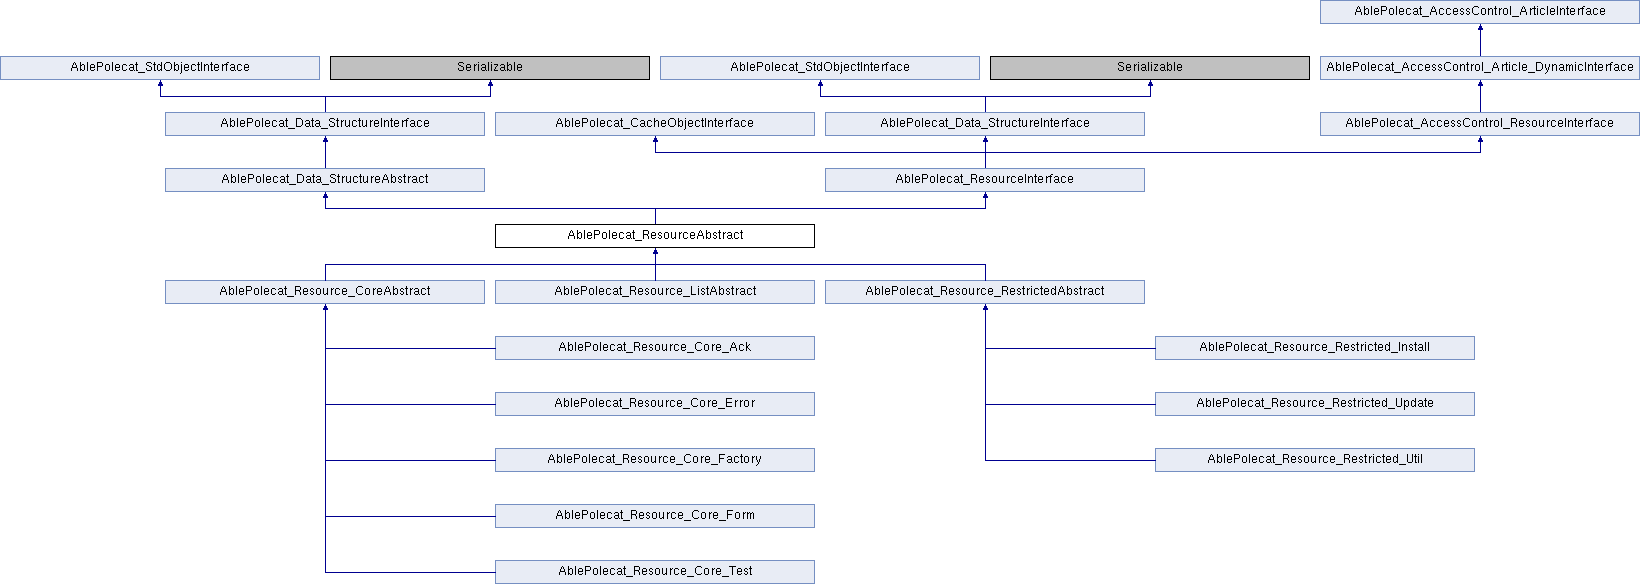 AblePolecat_AccessControl_ArticleInterface
AblePolecat_StdObjectInterface
Serializable
AblePolecat_StdObjectInterface
Serializable
AblePolecat_AccessControl_Article_DynamicInterface
AblePolecat_Data_StructureInterface
AblePolecat_CacheObjectInterface
AblePolecat_Data_StructureInterface
AblePolecat_AccessControl_ResourceInterface
AblePolecat_Data_StructureAbstract
AblePolecat_ResourceInterface
AblePolecat_ResourceAbstract
AblePolecat_Resource_CoreAbstract
AblePolecat_Resource_ListAbstract
AblePolecat_Resource_RestrictedAbstract
AblePolecat_Resource_Core_Ack
AblePolecat_Resource_Restricted_Install
AblePolecat_Resource_Core_Error
AblePolecat_Resource_Restricted_Update
AblePolecat_Resource_Core_Factory
AblePolecat_Resource_Restricted_Util
AblePolecat_Resource_Core_Form
AblePolecat_Resource_Core_Test